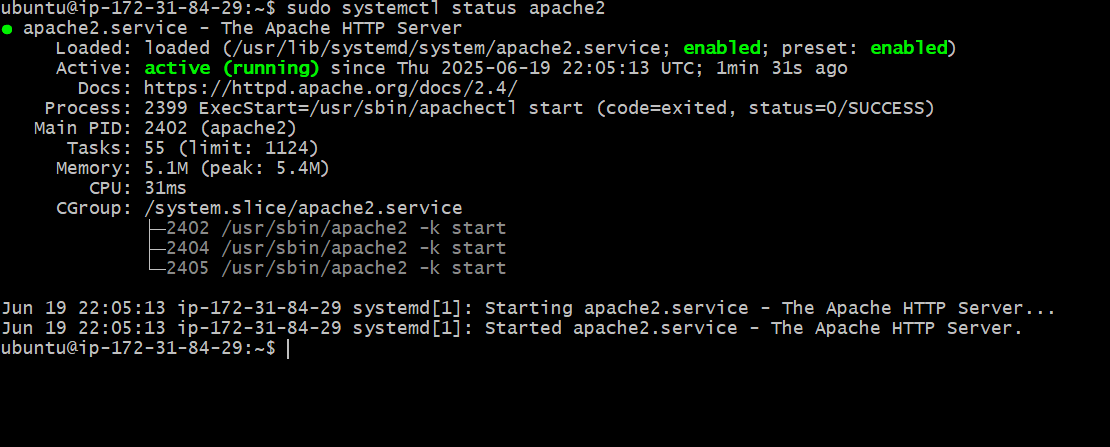 ubuntu@ip-172-31-84-29:~$ sudo systemctl status apache2
● apache2.service - The Apache HTTP Server
     Loaded: loaded (/usr/lib/systemd/system/apache2.service; enabled; preset: enabled)
     Active: active (running) since Thu 2025-06-19 22:05:13 UTC; 1min 31s ago
       Docs: https://httpd.apache.org/docs/2.4/
    Process: 2399 ExecStart=/usr/sbin/apachectl start (code=exited, status=0/SUCCESS)
   Main PID: 2402 (apache2)
      Tasks: 55 (limit: 1124)
     Memory: 5.1M (peak: 5.4M)
        CPU: 31ms
     CGroup: /system.slice/apache2.service
             ├─2402 /usr/sbin/apache2 -k start
             ├─2404 /usr/sbin/apache2 -k start
             └─2405 /usr/sbin/apache2 -k start

Jun 19 22:05:13 ip-172-31-84-29 systemd[1]: Starting apache2.service - The Apache HTTP Server...
Jun 19 22:05:13 ip-172-31-84-29 systemd[1]: Started apache2.service - The Apache HTTP Server.
ubuntu@ip-172-31-84-29:~$